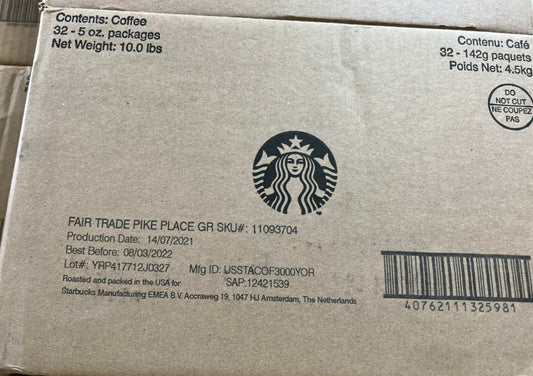 Contents: Coffee
32 - 5 oz. packages
Net Weight: 10.0 lbs
Contenu: Café
32 - 142g paquets
Poids Net: 4.5kg
DO
NOT CUT
NE COUPEZ
PAS
FAIR TRADE PIKE PLACE GR SKU#: 11093704
Production Date: 14/07/2021
Best Before: 08/03/2022
Lot#: YRP417712J0327 Mfg ID: USSTACOF3000YOR
Roasted and packed in the USA for: SAP:12421539
Starbucks Manufacturing EMEA B.V. Accraweg 19, 1047 HJ Amsterdam, The Netherlands
40762111325981